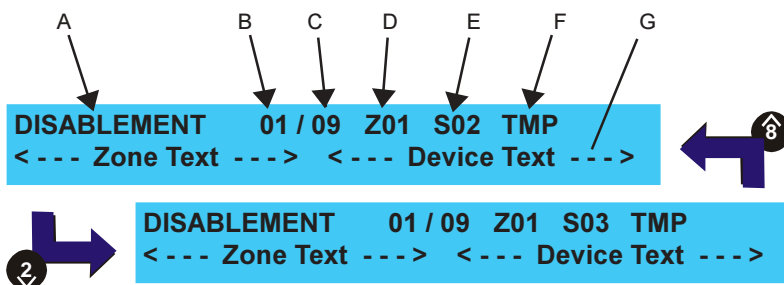 A B C D E F G
DISABLEMENT 01 / 09 Z01 S02 TMP
< - - - Zone Text - - - > < - - - Device Text - - - >
8
DISABLEMENT 01 / 09 Z01 S03 TMP
< - - - Zone Text - - - > < - - - Device Text - - - >
2